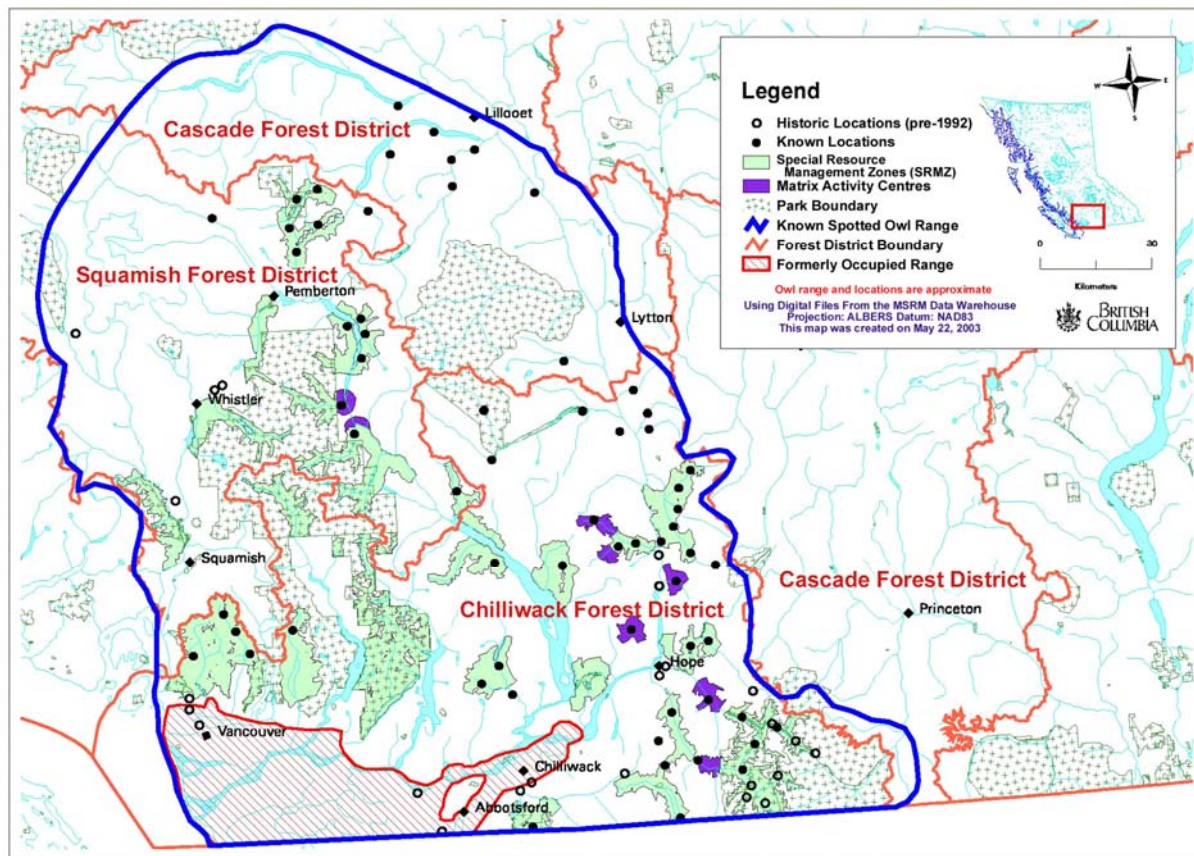 Legend
N
W
E
S
Historic Locations (pre-1992)
Known Locations
Special Resource
Management Zones (SRMZ)
Matrix Activity Centres
Park Boundary
Known Spotted Owl Range
Forest District Boundary
Formerly Occupied Range
0
30
Kilometers
Owl range and locations are approximate
Using Digital Files From the MSRM Data Warehouse
Projection: ALBERS Datum: NAD83
This map was created on May 22, 2003
BRITISH
COLUMBIA
Lillooet
Cascade Forest District
Squamish Forest District
Pemberton
Lytton
Whistler
Squamish
Cascade Forest District
Chilliwack Forest District
Princeton
Hope
Vancouver
Chilliwack
Abbotsford